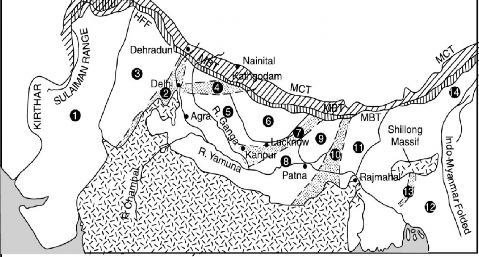 HFF
Dehradun
MBT
Nainital
Kathgodam
MCT
MCT
KIRTHAR
SULAIMAN RANGE
3
Delhi
2
4
MBT
14
1
Agra
5
R. Ganga
6
MBT
Shillong
Massif
7
Lacknow
9
Kanpur
8
10
11
R. Yamuna
Patna
Rajmahal
R. Chambal
13
12
Indo-Myanmar Folded